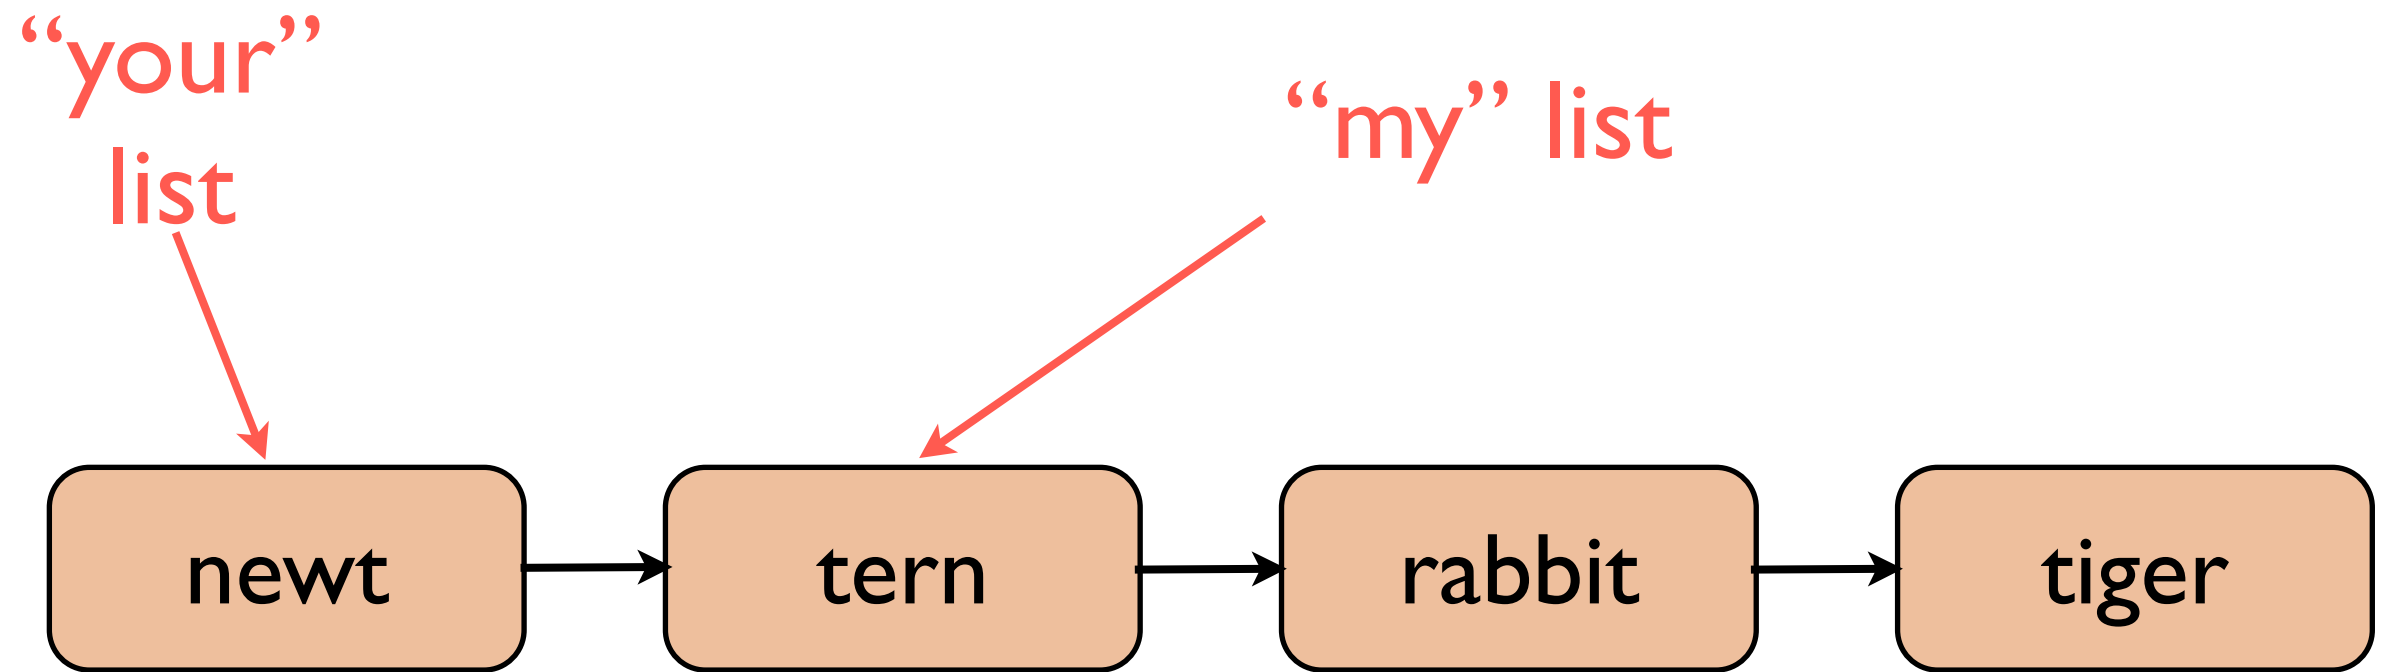 “your”
list
“my” list
newt
tern
rabbit
tiger